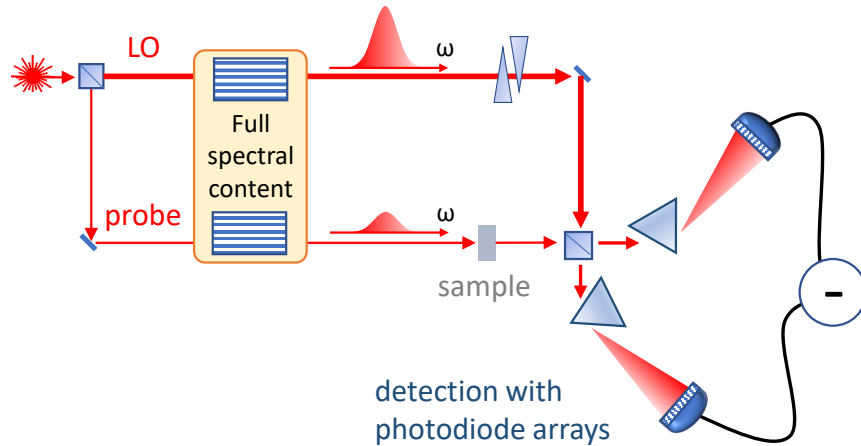 LO
ω
Full
spectral
content
probe
ω
sample
-
detection with
photodiode arrays